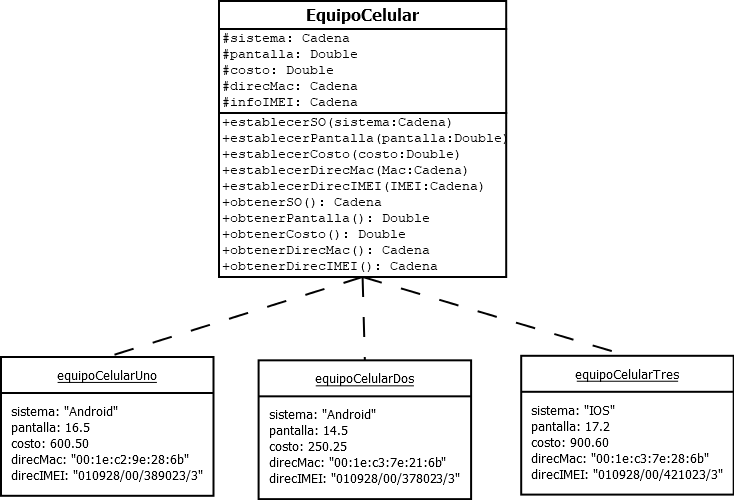 EquipoCelular
#sistema: Cadena
#pantalla: Double
#costo: Double
#direcMac: Cadena
#infoIMEI: Cadena
+establecerSO(sistema:Cadena)
+establecerPantalla(pantalla:Double)
+establecerCosto(costo:Double)
+establecerDirecMac(Mac:Cadena)
+establecerDirecIMEI(IMEI:Cadena)
+obtenerSO(): Cadena
+obtenerPantalla(): Double
+obtenerCosto(): Double
+obtenerDirecMac(): Cadena
+obtenerDirecIMEI(): Cadena
equipoCelularUno
sistema: "Android"
pantalla: 16.5
costo: 600.50
direcMac: "00:1e:c2:9e:28:6b"
direcIMEI: "010928/00/389023/3"
equipoCelularDos
sistema: "Android"
pantalla: 14.5
costo: 250.25
direcMac: "00:1e:c3:7e:21:6b"
direcIMEI: "010928/00/378023/3"
equipoCelularTres
sistema: "IOS"
pantalla: 17.2
costo: 900.60
direcMac: "00:1e:c3:7e:28:6b"
direcIMEI: "010928/00/421023/3"